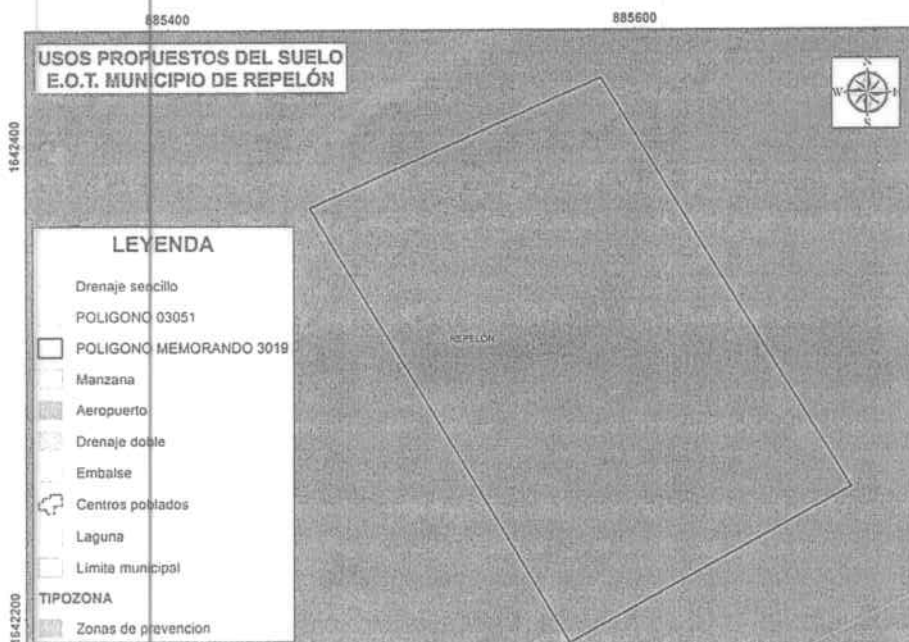 885400
885600
USOS PROPUESTOS DEL SUELO
E.O.T. MUNICIPIO DE REPELÓN
N
W
E
S
1642400
LEYENDA
Drenaje sencillo
POLIGONO 03051
POLIGONO MEMORANDO 3019
REPELÓN
Manzana
Aeropuerto
Drenaje doble
Embalse
Centros poblados
Laguna
Limite municipal
TIPOZONA
Zonas de prevencion
1642200